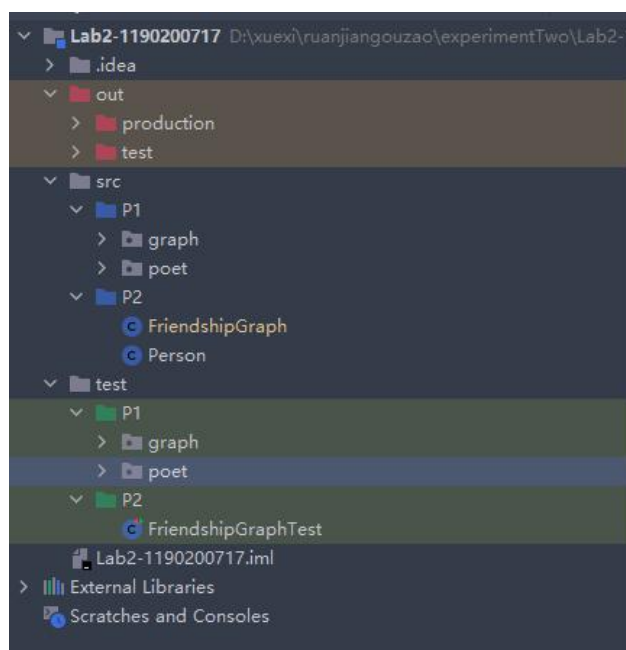 Lab2-1190200717 D:\xuexi\ruanjiangouzao\experimentTwo\Lab2-
.idea
out
production
test
src
P1
graph
poet
P2
FriendshipGraph
Person
test
P1
graph
poet
P2
FriendshipGraphTest
Lab2-1190200717.iml
External Libraries
Scratches and Consoles